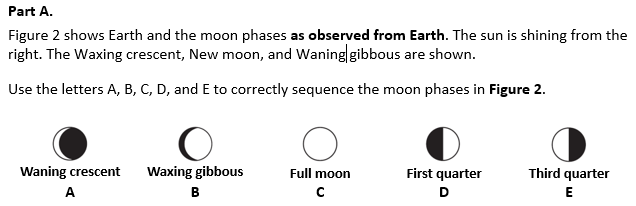 Part A.
Figure 2 shows Earth and the moon phases as observed from Earth. The sun is shining from the
right. The Waxing crescent, New moon, and Waning gibbous are shown.
Use the letters A, B, C, D, and E to correctly sequence the moon phases in Figure 2.
Waning crescent Waxing gibbous Full moon First quarter Third quarter
A B C D E